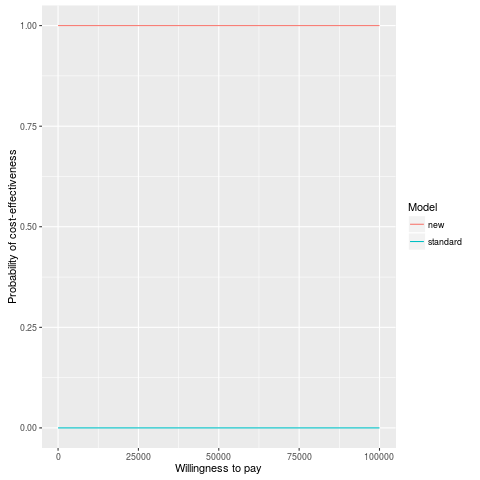 1.00
0.75
0.50
0.25
0.00
Probability of cost-effectiveness
0
25000
50000
75000
100000
Willingness to pay
Model
new
standard